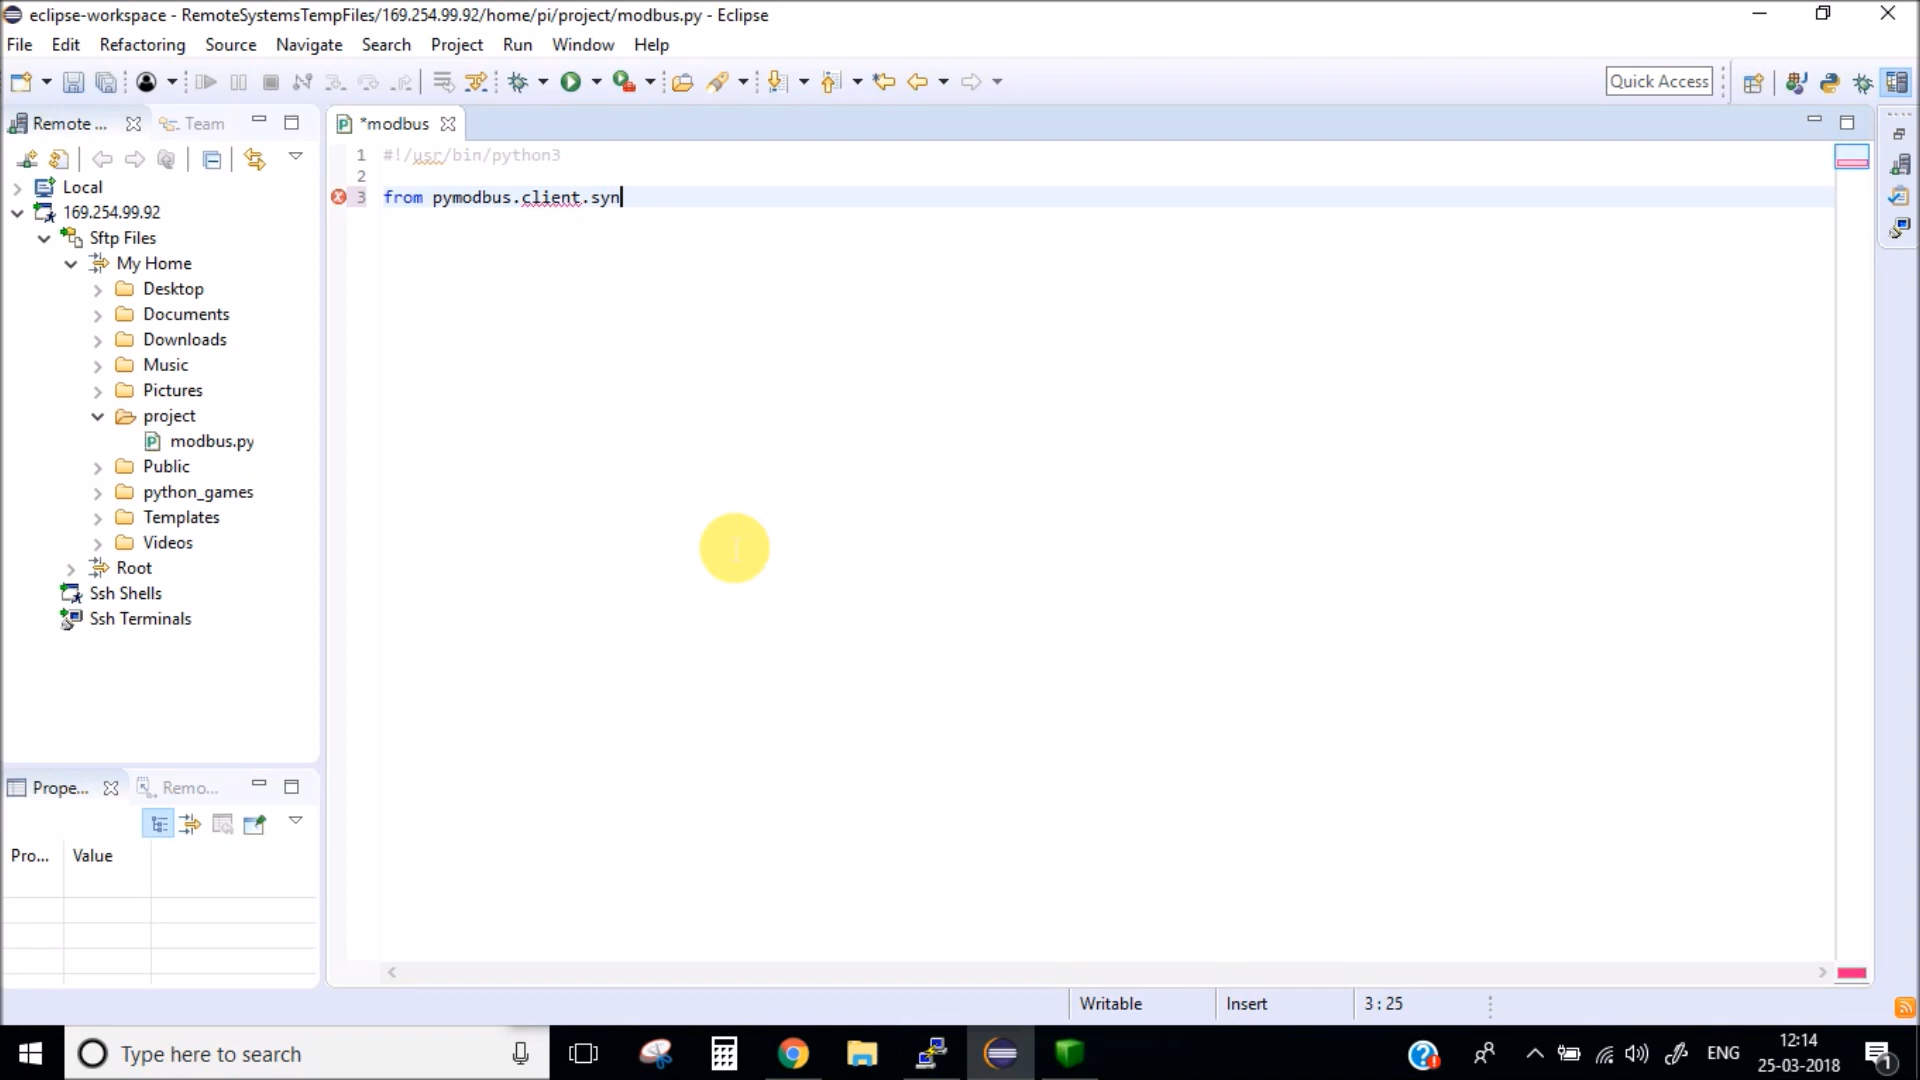 eclipse-workspace - RemoteSystemsTempFiles/169.254.99.92/home/pi/project/modbus.py - Eclipse
File Edit Refactoring Source Navigate Search Project Run Window Help
Quick Access
Remote ... Team
*modbus
Local
169.254.99.92
Sftp Files
My Home
Desktop
Documents
Downloads
Music
Pictures
project
modbus.py
Public
python_games
Templates
Videos
Root
Ssh Shells
Ssh Terminals
1 #!/usr/bin/python3
2
3 from pymodbus.client.syn
Prope... Remo...
Pro... Value
Writable Insert 3 : 25
Type here to search
ENG
12:14
25-03-2018
1